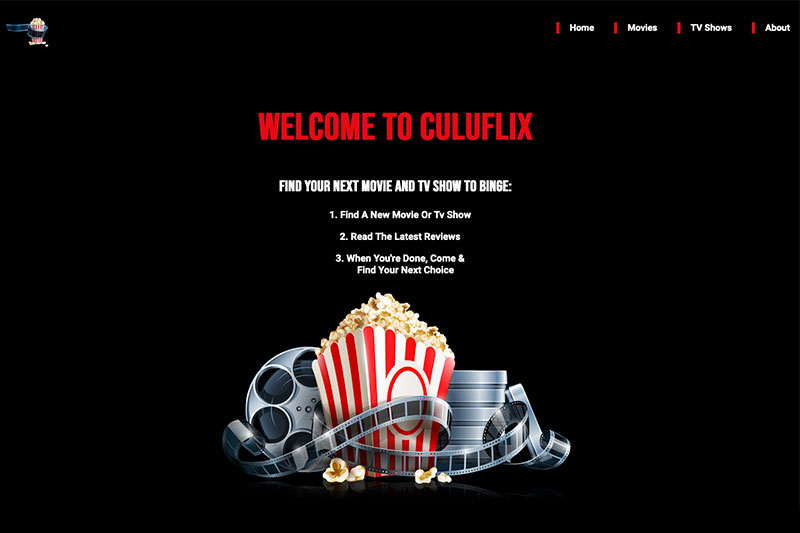 Home
Movies
TV Shows
About
WELCOME TO CULUFLIX
FIND YOUR NEXT MOVIE AND TV SHOW TO BINGE:
1. Find A New Movie Or Tv Show
2. Read The Latest Reviews
3. When You're Done, Come &
Find Your Next Choice